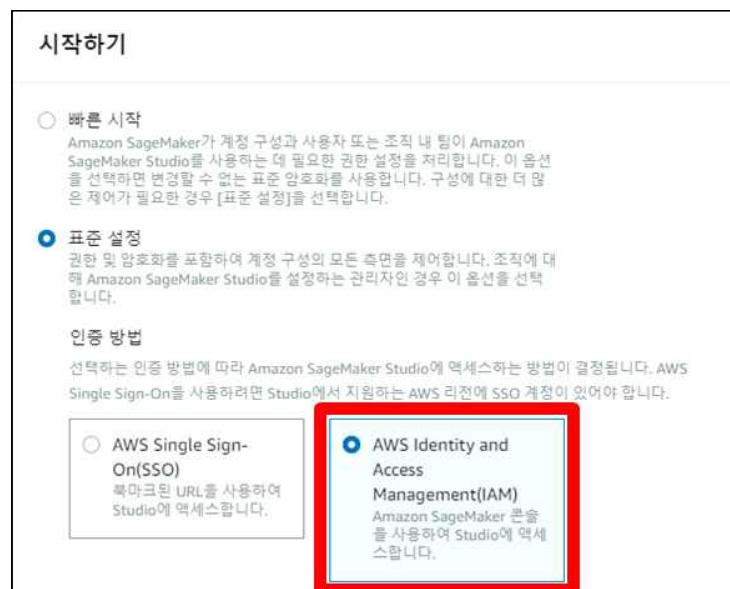 시작하기
빠른 시작
Amazon SageMaker가 계정 구성과 사용자 또는 조직 내 팀이 Amazon
SageMaker Studio를 사용하는 데 필요한 권한 설정을 처리합니다. 이 옵션
을 선택하면 변경할 수 없는 표준 암호화를 사용합니다. 구성에 대한 더 많
은 제어가 필요한 경우 [표준 설정]을 선택합니다.
표준 설정
권한 및 암호화를 포함하여 계정 구성의 모든 측면을 제어합니다. 조직에 대
해 Amazon SageMaker Studio를 설정하는 관리자인 경우 이 옵션을 선택
합니다.
인증 방법
선택하는 인증 방법에 따라 Amazon SageMaker Studio에 액세스하는 방법이 결정됩니다. AWS
Single Sign-On을 사용하려면 Studio에서 지원하는 AWS 리전에 SSO 계정이 있어야 합니다.
AWS Single Sign-
On(SSO)
북마크된 URL을 사용하여
Studio에 액세스합니다.
AWS Identity and
Access
Management(IAM)
Amazon SageMaker 콘솔
을 사용하여 Studio에 액세
스합니다.